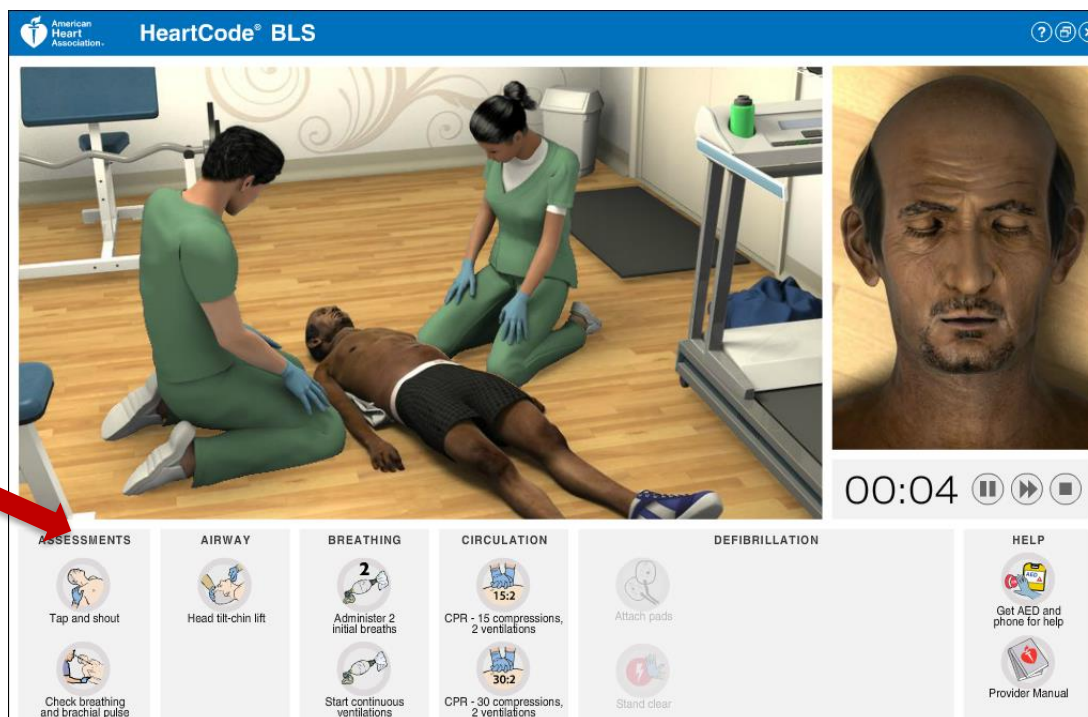 American
Heart
Association®
HeartCode® BLS
?
00:04
ASSESSMENTS
AIRWAY
BREATHING
CIRCULATION
DEFIBRILLATION
HELP
Tap and shout
Head tilt-chin lift
2
Administer 2
initial breaths
15:2
CPR - 15 compressions,
2 ventilations
Attach pads
AED
Get AED and
phone for help
Check breathing
and brachial pulse
Start continuous
ventilations
30:2
CPR - 30 compressions,
2 ventilations
Stand clear
Provider Manual